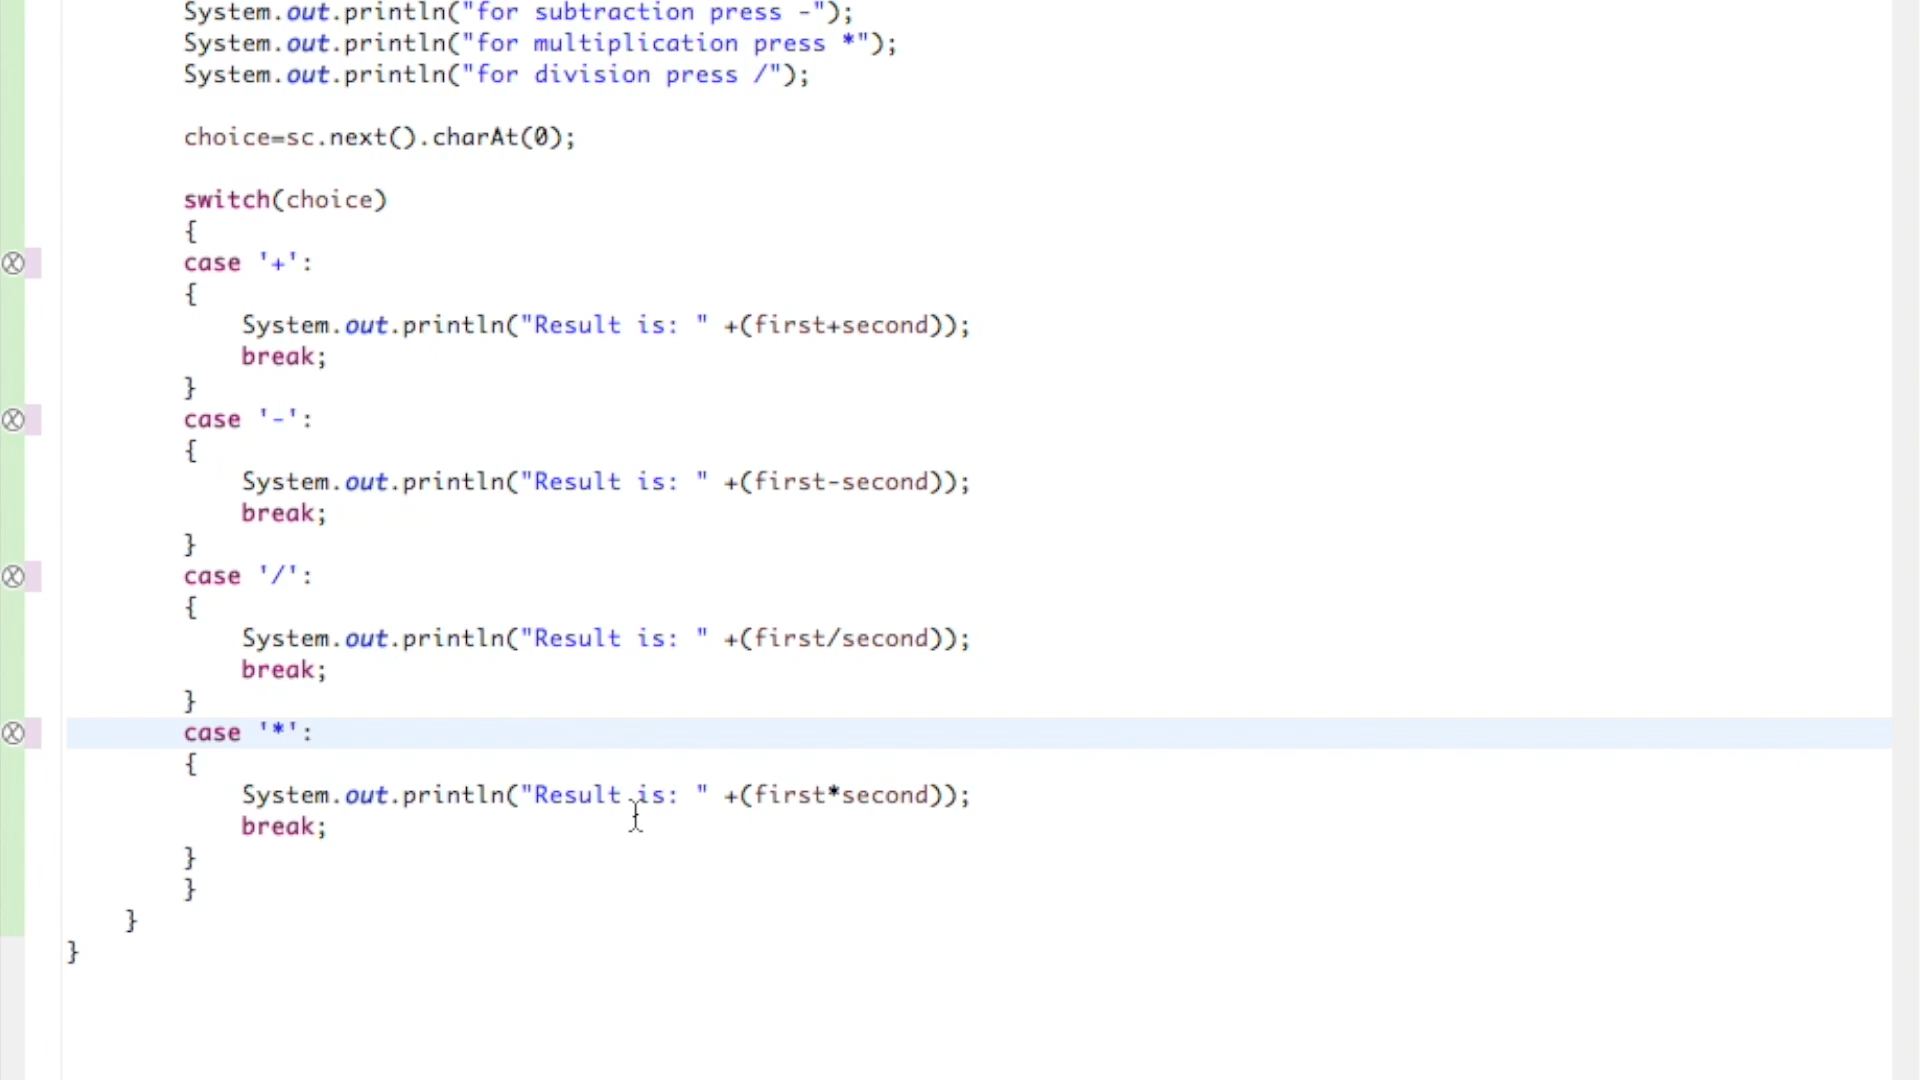 System.out.println("for subtraction press -");
System.out.println("for multiplication press *");
System.out.println("for division press /");
choice=sc.next().charAt(0);
switch(choice)
{
case '+':
{
System.out.println("Result is: " +(first+second));
break;
}
case '-':
{
System.out.println("Result is: " +(first-second));
break;
}
case '/':
{
System.out.println("Result is: " +(first/second));
break;
}
case '*':
{
System.out.println("Result is: " +(first*second));
break;
}
}
}
}